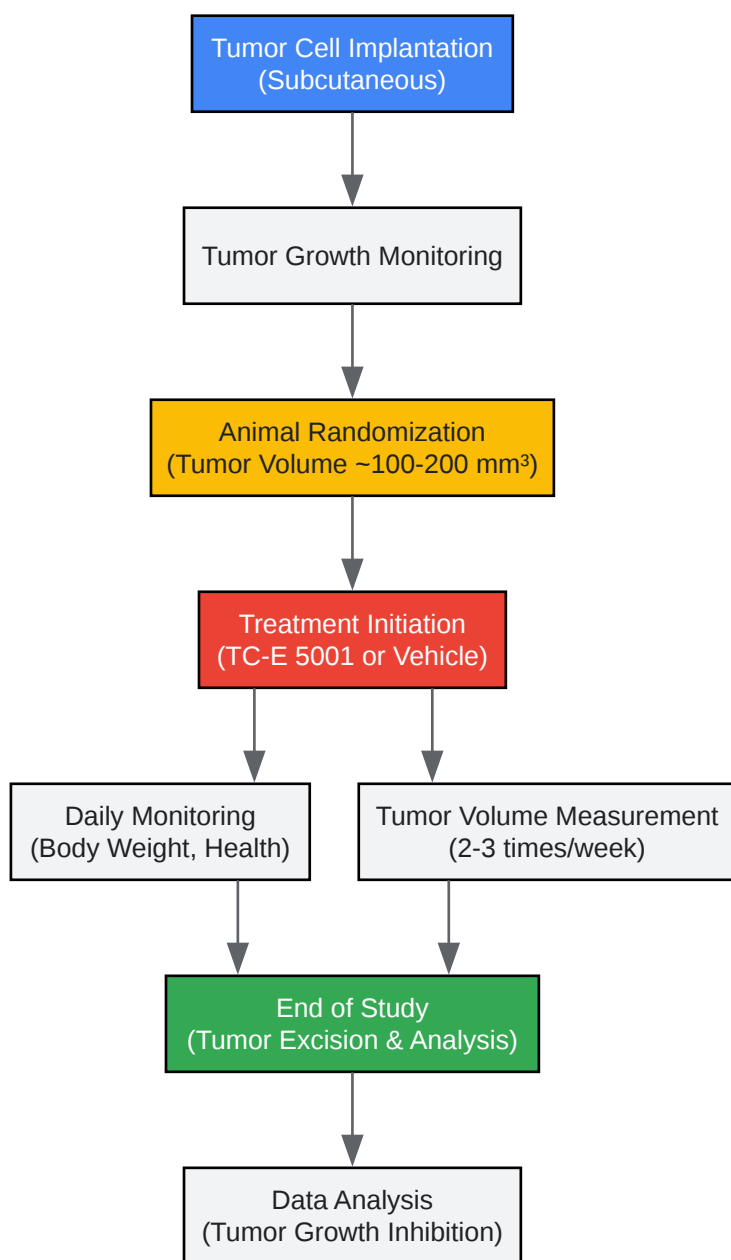 Tumor Cell Implantation
(Subcutaneous)
Tumor Growth Monitoring
Animal Randomization
(Tumor Volume ~100-200 mm³)
Treatment Initiation
(TC-E 5001 or Vehicle)
Daily Monitoring
(Body Weight, Health)
Tumor Volume Measurement
(2-3 times/week)
End of Study
(Tumor Excision & Analysis)
Data Analysis
(Tumor Growth Inhibition)